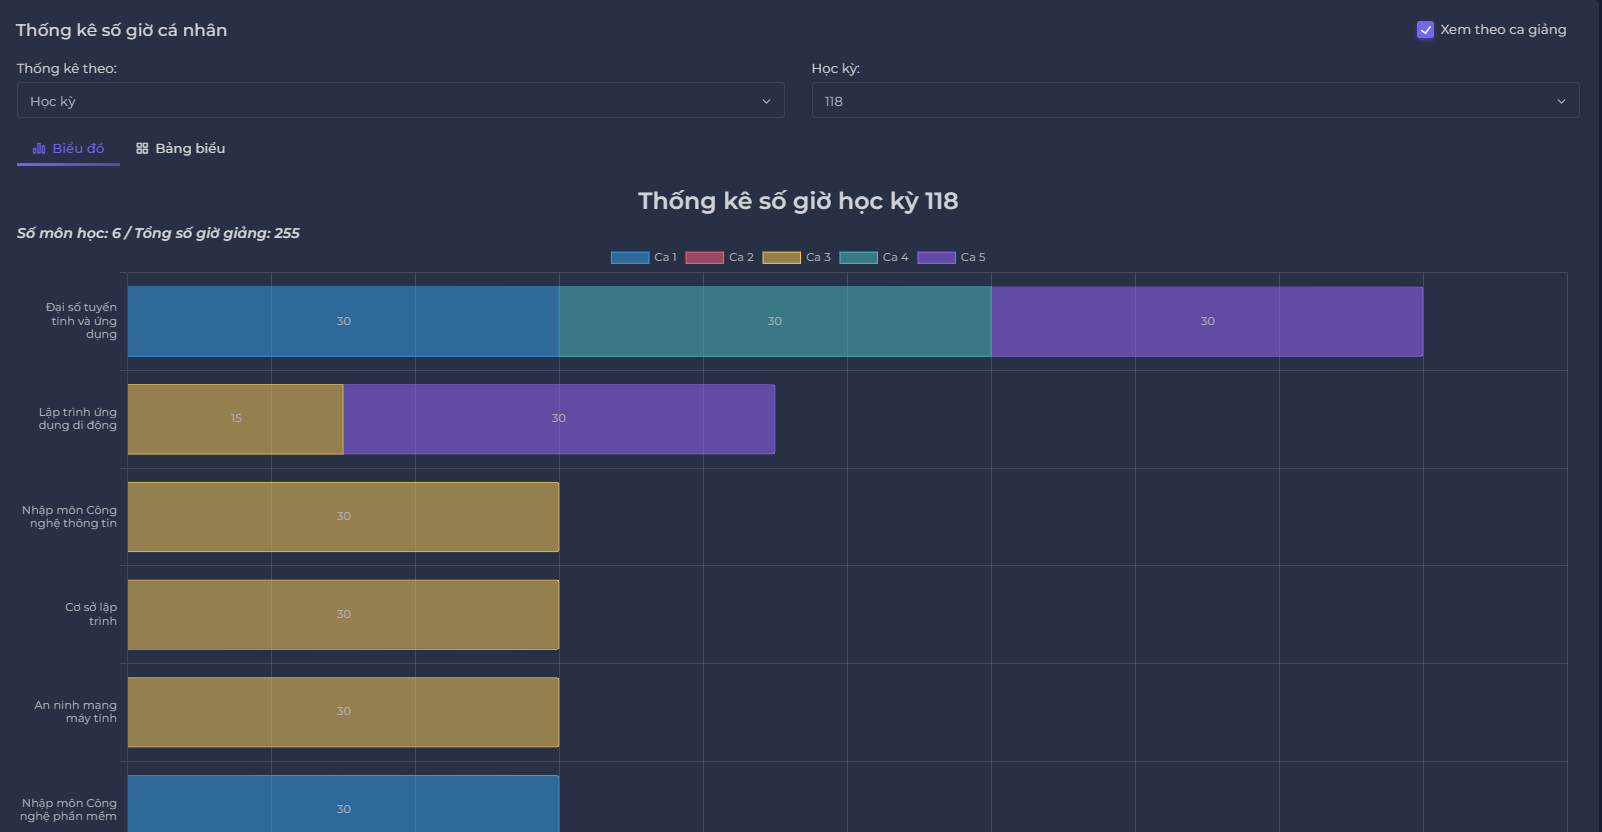 Thống kê số giờ cá nhân
Xem theo ca giảng
Thống kê theo:
Học kỳ:
Học kỳ
118
Biểu đồ
Bảng biểu
Thống kê số giờ học kỳ 118
Số môn học: 6 / Tổng số giờ giảng: 255
Ca 1
Ca 2
Ca 3
Ca 4
Ca 5
Đại số tuyến
tính và ứng
dụng
30
30
30
Lập trình ứng
dụng di động
15
30
Nhập môn Công
nghệ thông tin
30
Cơ sở lập
trình
30
An ninh mạng
máy tính
30
Nhập môn Công
nghệ phần mềm
30